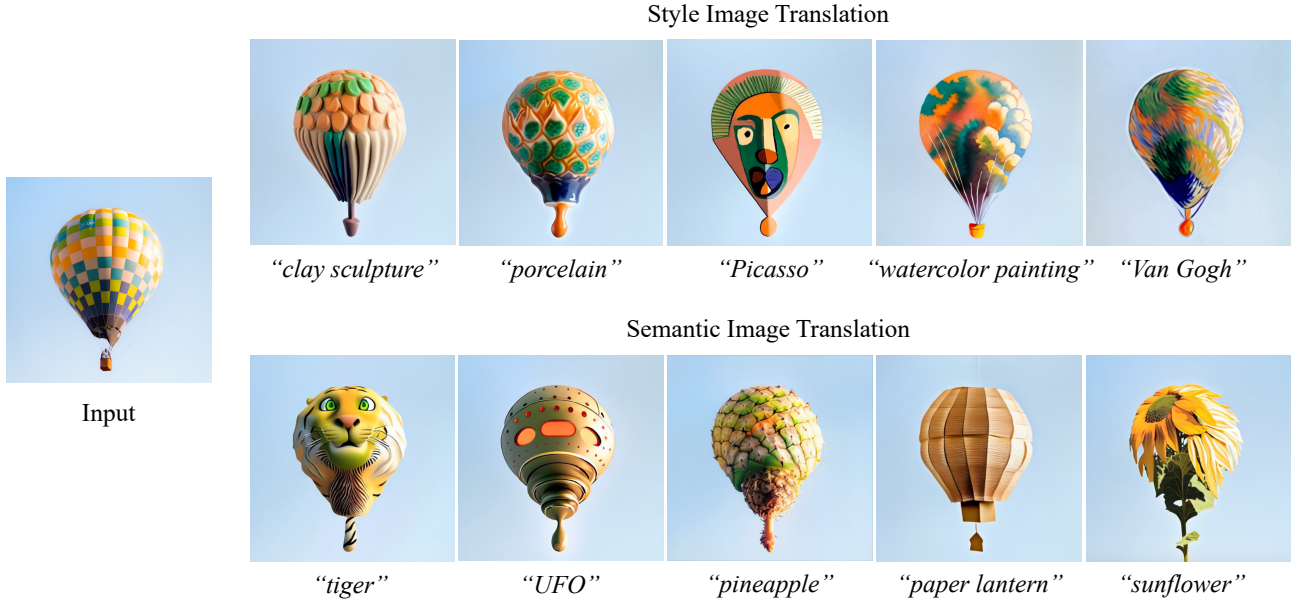 Style Image Translation
“clay sculpture”
“porcelain”
“Picasso”
“watercolor painting”
“Van Gogh”
Input
Semantic Image Translation
“tiger”
“UFO”
“pineapple”
“paper lantern”
“sunflower”